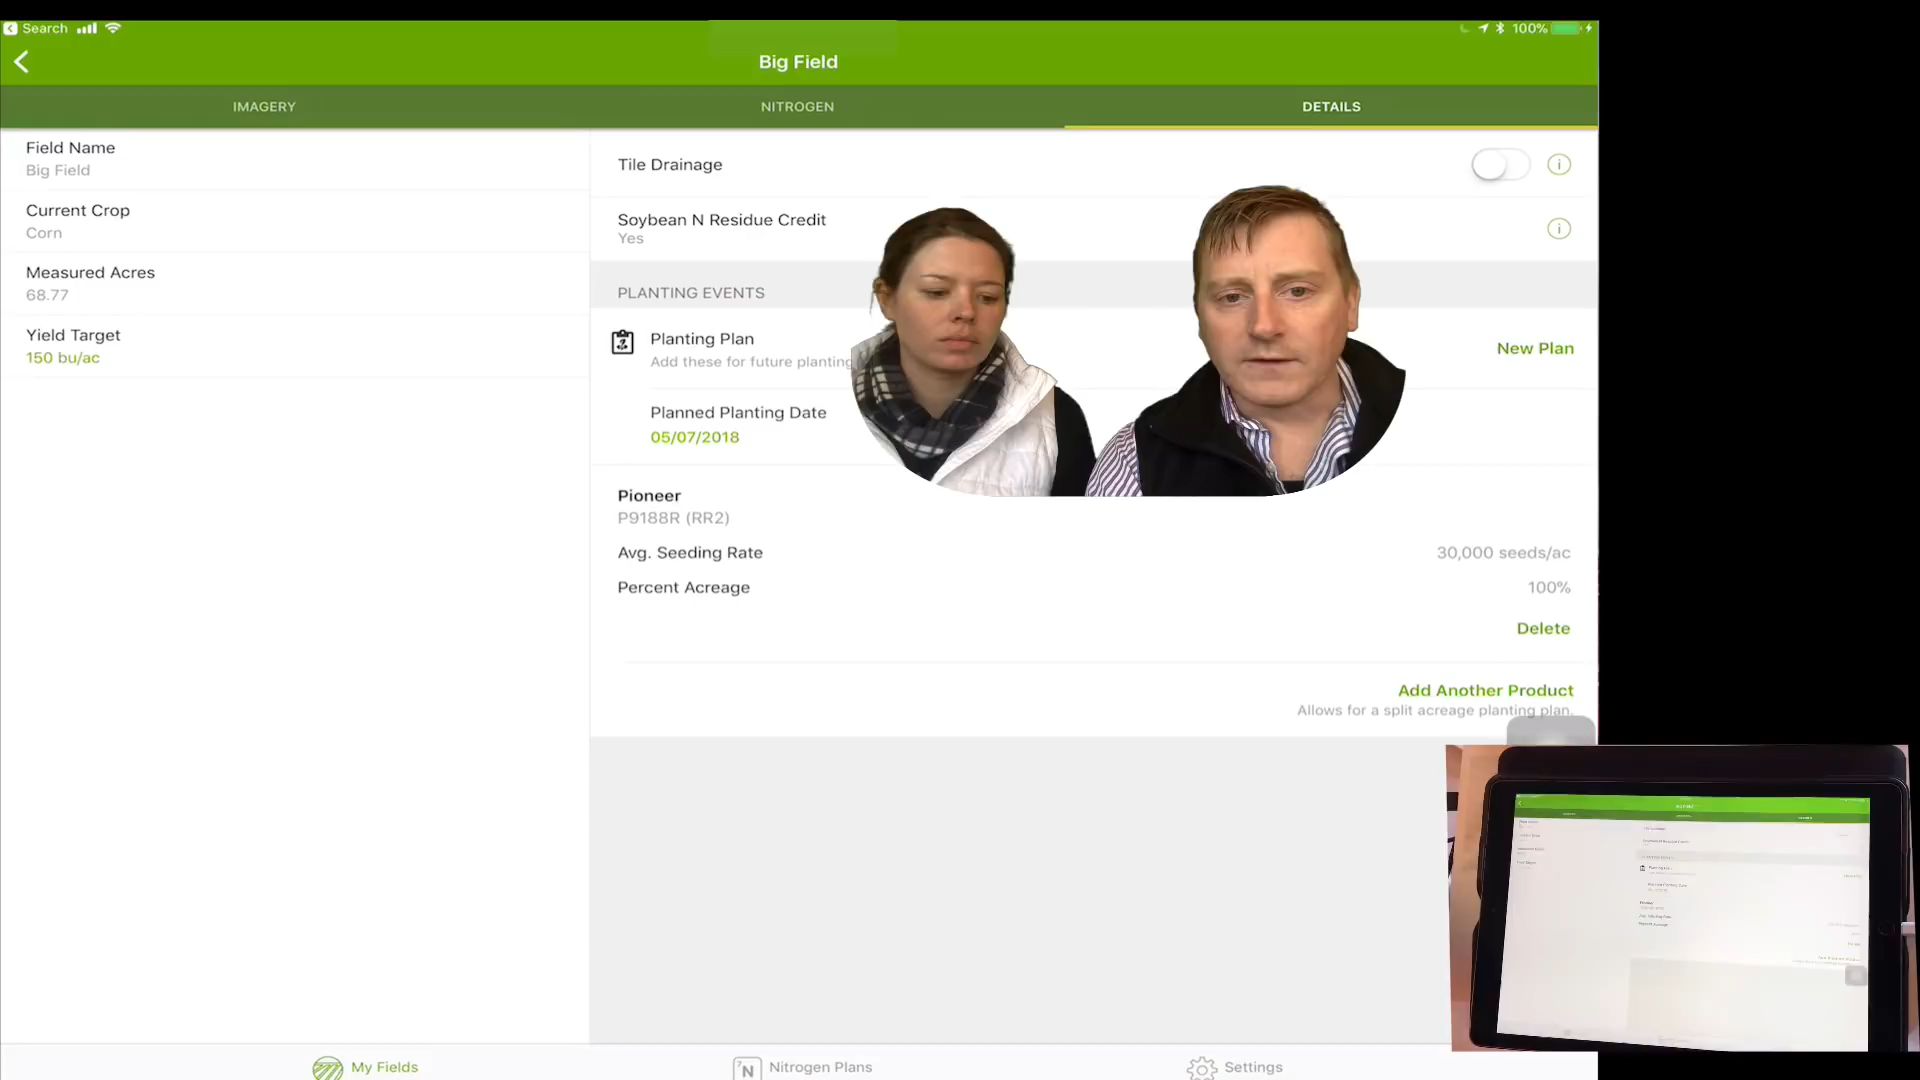 Search
100%
Big Field
IMAGERY
NITROGEN
DETAILS
Field Name
Big Field
Current Crop
Corn
Measured Acres
68.77
Yield Target
150 bu/ac
Tile Drainage
Soybean N Residue Credit
Yes
PLANTING EVENTS
Planting Plan
Add these for future planting
New Plan
Planned Planting Date
05/07/2018
Pioneer
P9188R (RR2)
Avg. Seeding Rate
30,000 seeds/ac
Percent Acreage
100%
Delete
Add Another Product
Allows for a split acreage planting plan.
My Fields
N
Nitrogen Plans
Settings